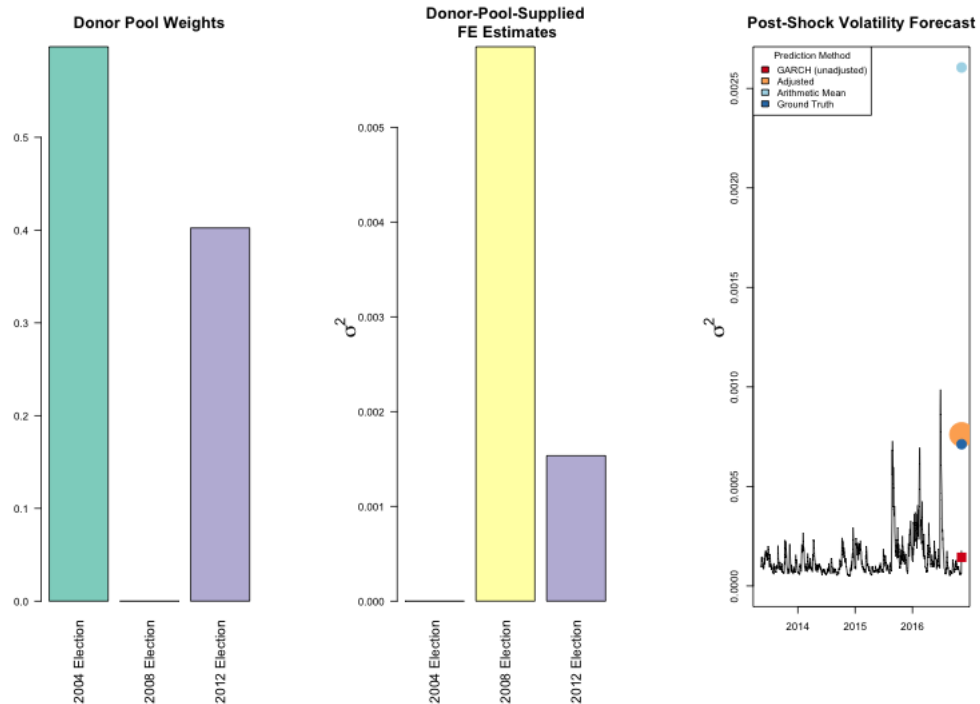 Donor Pool Weights
0.5
0.4
0.3
0.2
0.1
0.0
2004 Election
2008 Election
2012 Election
Donor-Pool-Supplied
FE Estimates
σ²
0.005
0.004
0.003
0.002
0.001
0.000
2004 Election
2008 Election
2012 Election
Post-Shock Volatility Forecast
Prediction Method
GARCH (unadjusted)
Adjusted
Arithmetic Mean
Ground Truth
σ²
0.0025
0.0020
0.0015
0.0010
0.0005
0.0000
2014
2015
2016